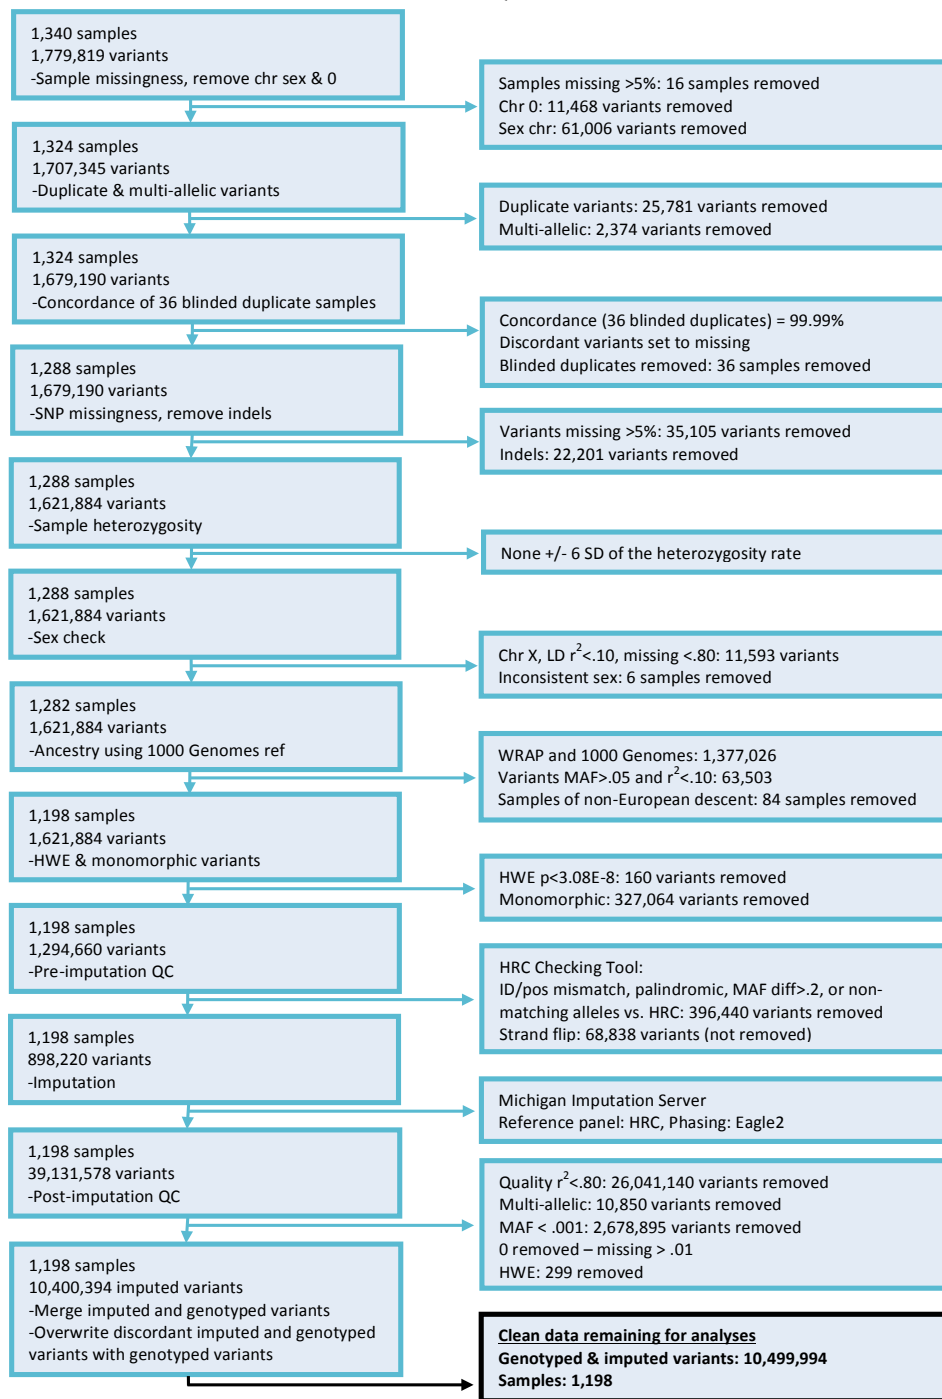 1,340 samples
1,779,819 variants
-Sample missingness, remove chr sex & 0
Samples missing >5%: 16 samples removed
Chr 0: 11,468 variants removed
Sex chr: 61,006 variants removed
1,324 samples
1,707,345 variants
-Duplicate & multi-allelic variants
Duplicate variants: 25,781 variants removed
Multi-allelic: 2,374 variants removed
1,324 samples
1,679,190 variants
-Concordance of 36 blinded duplicate samples
Concordance (36 blinded duplicates) = 99.99%
Discordant variants set to missing
Blinded duplicates removed: 36 samples removed
1,288 samples
1,679,190 variants
-SNP missingness, remove indels
Variants missing >5%: 35,105 variants removed
Indels: 22,201 variants removed
1,288 samples
1,621,884 variants
-Sample heterozygosity
None +/- 6 SD of the heterozygosity rate
1,288 samples
1,621,884 variants
-Sex check
Chr X, LD r²<.10, missing <.80: 11,593 variants
Inconsistent sex: 6 samples removed
1,282 samples
1,621,884 variants
-Ancestry using 1000 Genomes ref
WRAP and 1000 Genomes: 1,377,026
Variants MAF>.05 and r²<.10: 63,503
Samples of non-European descent: 84 samples removed
1,198 samples
1,621,884 variants
-HWE & monomorphic variants
HWE p<3.08E-8: 160 variants removed
Monomorphic: 327,064 variants removed
1,198 samples
1,294,660 variants
-Pre-imputation QC
HRC Checking Tool:
ID/pos mismatch, palindromic, MAF diff>.2, or non-
matching alleles vs. HRC: 396,440 variants removed
Strand flip: 68,838 variants (not removed)
1,198 samples
898,220 variants
-Imputation
Michigan Imputation Server
Reference panel: HRC, Phasing: Eagle2
1,198 samples
39,131,578 variants
-Post-imputation QC
Quality r²<.80: 26,041,140 variants removed
Multi-allelic: 10,850 variants removed
MAF < .001: 2,678,895 variants removed
0 removed – missing > .01
HWE: 299 removed
1,198 samples
10,400,394 imputed variants
-Merge imputed and genotyped variants
-Overwrite discordant imputed and genotyped
variants with genotyped variants
Clean data remaining for analyses
Genotyped & imputed variants: 10,499,994
Samples: 1,198